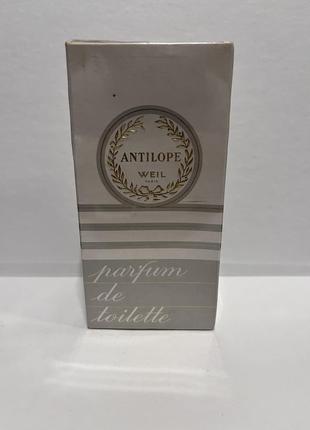 ANTILOPE
WEIL
PARIS
parfum
de
toilette